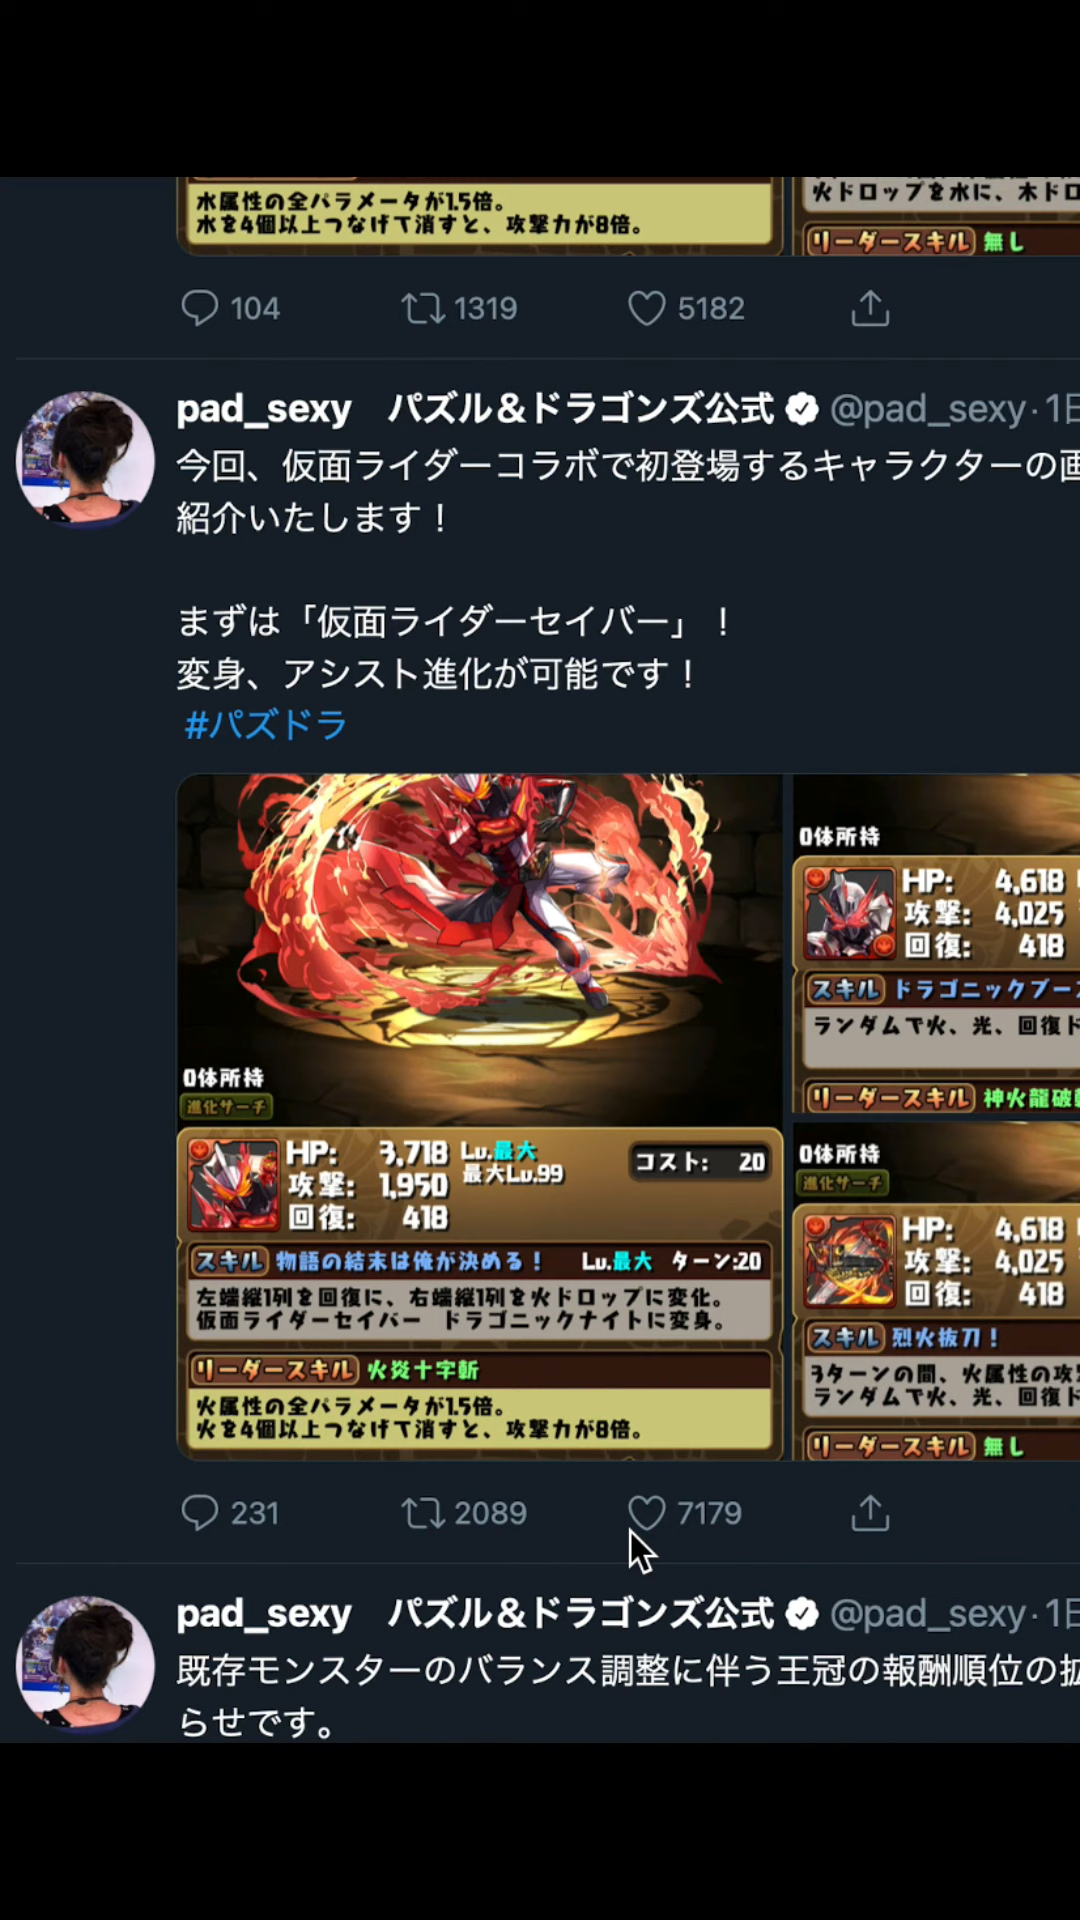 水属性の全パラメータが1.5倍。
水を4個以上つなげて消すと、攻撃力が8倍。
火ドロップを水に、木ドロ
リーダースキル 無し
104 1319 5182
pad_sexy パズル&ドラゴンズ公式 @pad_sexy · 1日
今回、仮面ライダーコラボで初登場するキャラクターの画
紹介いたします！
まずは「仮面ライダーセイバー」！
変身、アシスト進化が可能です！
#パズドラ
0体所持
進化サーチ
HP: 3,718 Lv.最大
攻撃: 1,950 最大Lv.99
回復: 418
コスト: 20
スキル 物語の結末は俺が決める！ Lv.最大 ターン:20
左端縦1列を回復に、右端縦1列を火ドロップに変化。
仮面ライダーセイバー ドラゴニックナイトに変身。
リーダースキル 火炎十字斬
火属性の全パラメータが1.5倍。
火を4個以上つなげて消すと、攻撃力が8倍。
0体所持
HP: 4,618
攻撃: 4,025
回復: 418
スキル ドラゴニックブース
ランダムで火、光、回復ド
リーダースキル 神火龍破斬
0体所持
進化サーチ
HP: 4,618
攻撃: 4,025
回復: 418
スキル 烈火抜刀！
3ターンの間、火属性の攻撃
ランダムで火、光、回復ド
リーダースキル 無し
231 2089 7179
pad_sexy パズル&ドラゴンズ公式 @pad_sexy · 1日
既存モンスターのバランス調整に伴う王冠の報酬順位の拡
らせです。